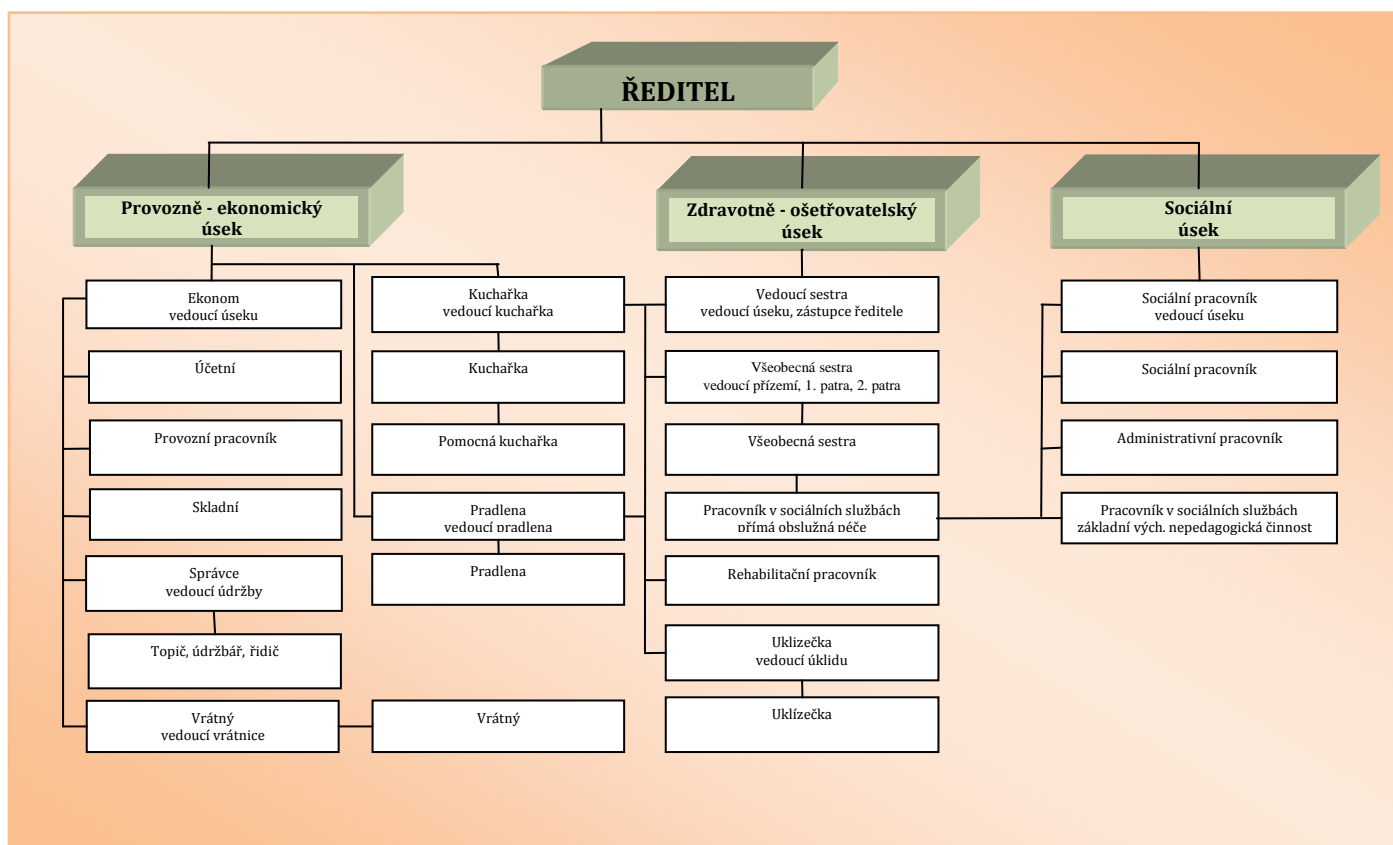 ŘEDITEL
Provozně - ekonomický
úsek
Zdravotně - ošetřovatelský
úsek
Sociální
úsek
Ekonom
vedoucí úseku
Účetní
Provozní pracovník
Skladní
Správce
vedoucí údržby
Topič, údržbář, řidič
Vrátný
vedoucí vrátnice
Kuchařka
vedoucí kuchařka
Kuchařka
Pomocná kuchařka
Pradlena
vedoucí pradlena
Pradlena
Vrátný
Vedoucí sestra
vedoucí úseku, zástupce ředitele
Všeobecná sestra
vedoucí přízemí, 1. patra, 2. patra
Všeobecná sestra
Pracovník v sociálních službách
přímá obslužná péče
Rehabilitační pracovník
Uklizečka
vedoucí úklidu
Uklízečka
Sociální pracovník
vedoucí úseku
Sociální pracovník
Administrativní pracovník
Pracovník v sociálních službách
základní vých. nepedagogická činnost